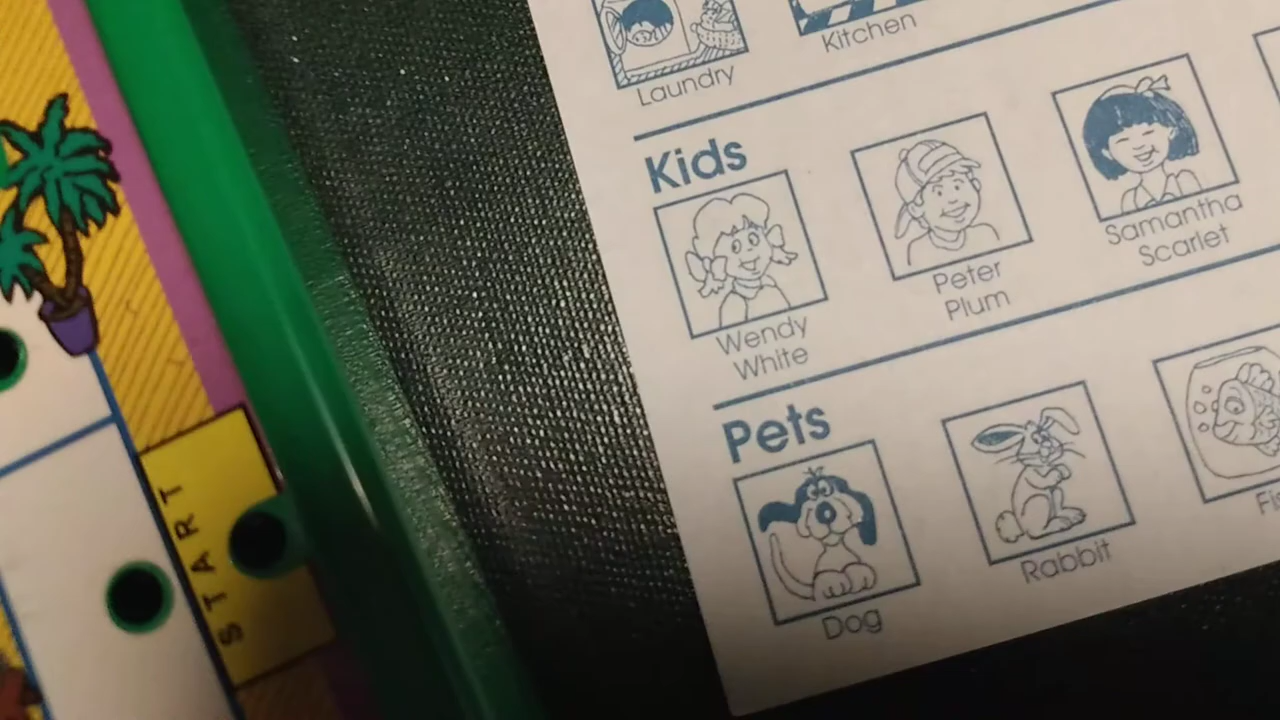 Laundry
Kitchen
Kids
Wendy
White
Peter
Plum
Samantha
Scarlet
Pets
Dog
Rabbit
START